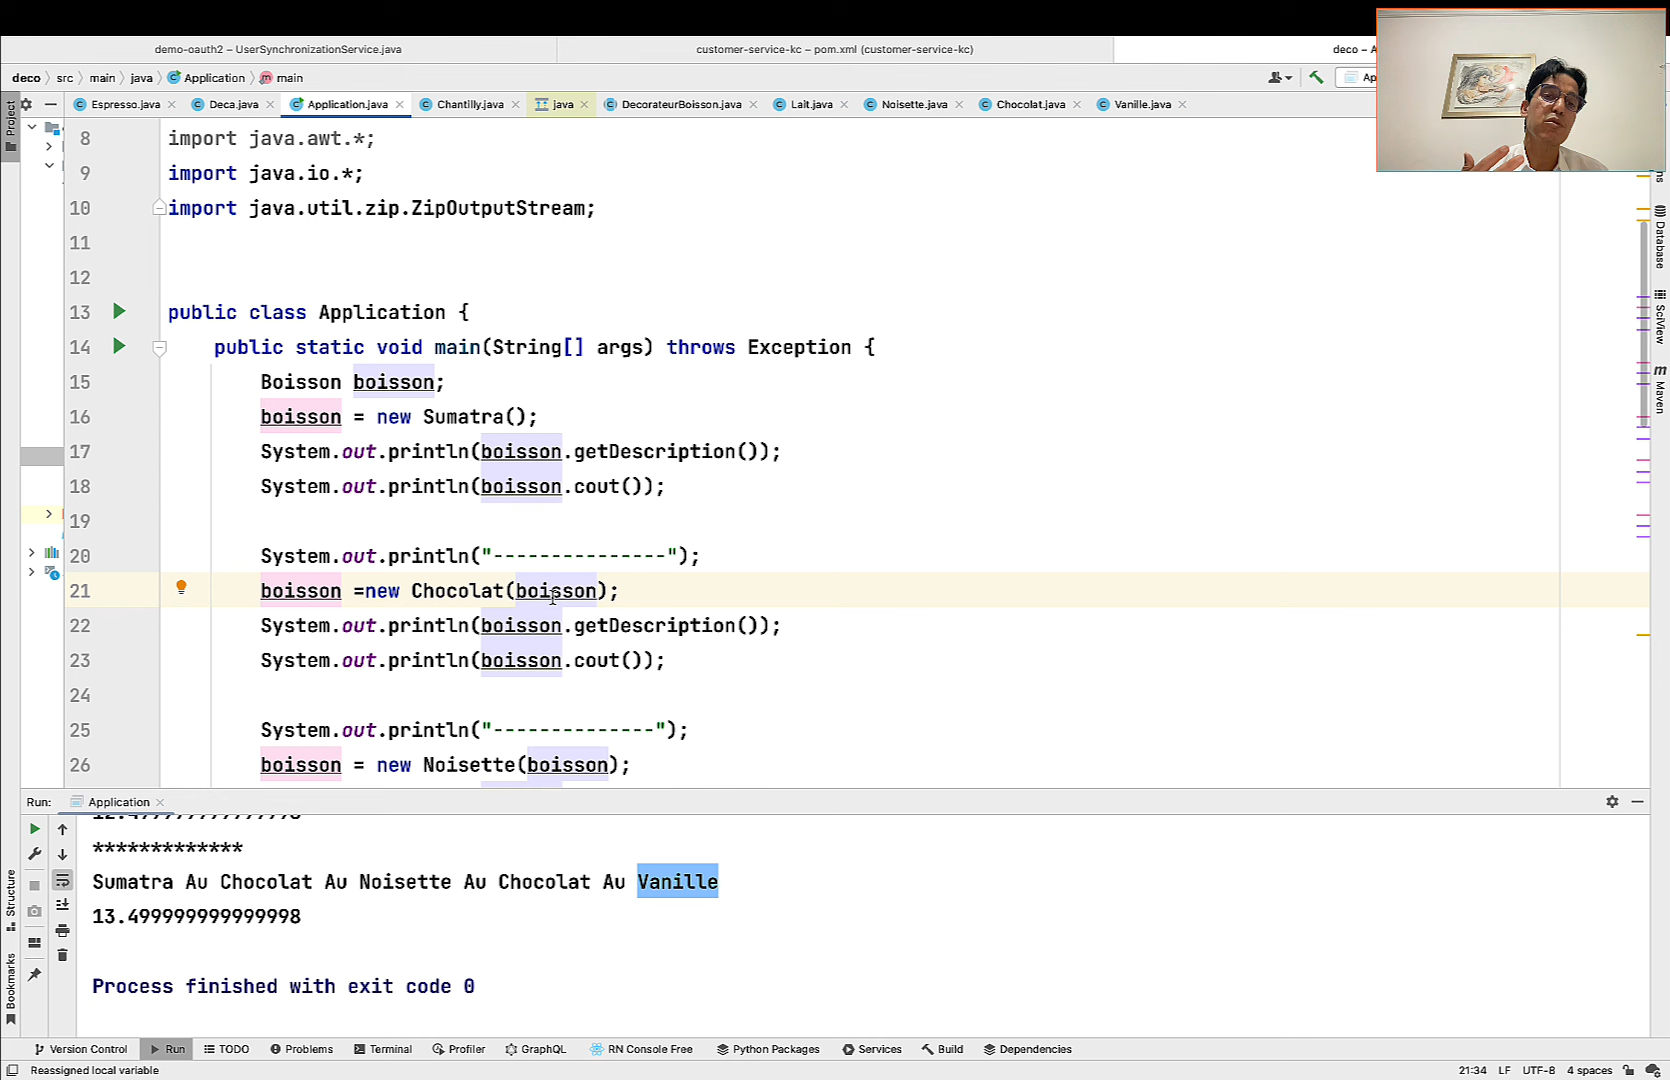 demo-oauth2 – UserSynchronizationService.java
customer-service-kc – pom.xml (customer-service-kc)
deco – A
deco src main java Application main
Ap
Espresso.java Deca.java Application.java Chantilly.java java DecorateurBoisson.java Lait.java Noisette.java Chocolat.java Vanille.java
Project
8 import java.awt.*;
9 import java.io.*;
10 import java.util.zip.ZipOutputStream;
11
12
13 public class Application {
14 public static void main(String[] args) throws Exception {
15 Boisson boisson;
16 boisson = new Sumatra();
17 System.out.println(boisson.getDescription());
18 System.out.println(boisson.cout());
19
20 System.out.println("---------------");
21 boisson =new Chocolat(boisson);
22 System.out.println(boisson.getDescription());
23 System.out.println(boisson.cout());
24
25 System.out.println("--------------");
26 boisson = new Noisette(boisson);
Database
SciView
m Maven
Run: Application
*************
Sumatra Au Chocolat Au Noisette Au Chocolat Au Vanille
13.499999999999998
Process finished with exit code 0
Structure
Bookmarks
Version Control Run TODO Problems Terminal Profiler GraphQL RN Console Free Python Packages Services Build Dependencies
Reassigned local variable
21:34 LF UTF-8 4 spaces